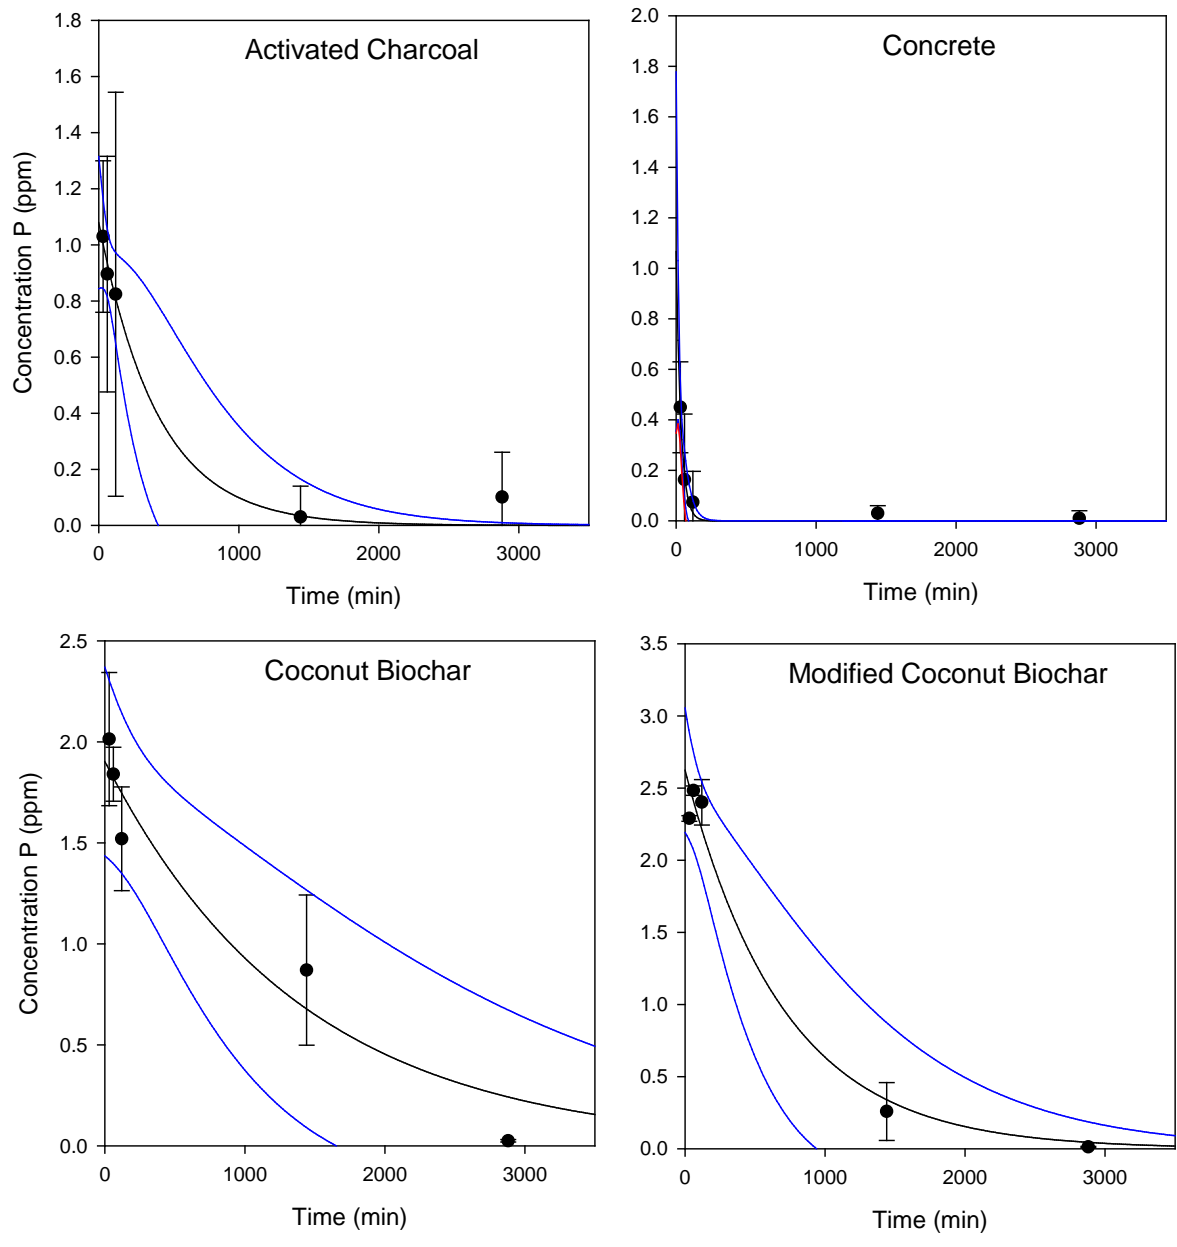 Activated Charcoal
Concentration P (ppm)
1.8
1.6
1.4
1.2
1.0
0.8
0.6
0.4
0.2
0.0
0 1000 2000 3000
Time (min)
Concrete
2.0
1.8
1.6
1.4
1.2
1.0
0.8
0.6
0.4
0.2
0.0
0 1000 2000 3000
Time (min)
Coconut Biochar
Concentration P (ppm)
2.5
2.0
1.5
1.0
0.5
0.0
0 1000 2000 3000
Time (min)
Modified Coconut Biochar
3.5
3.0
2.5
2.0
1.5
1.0
0.5
0.0
0 1000 2000 3000
Time (min)